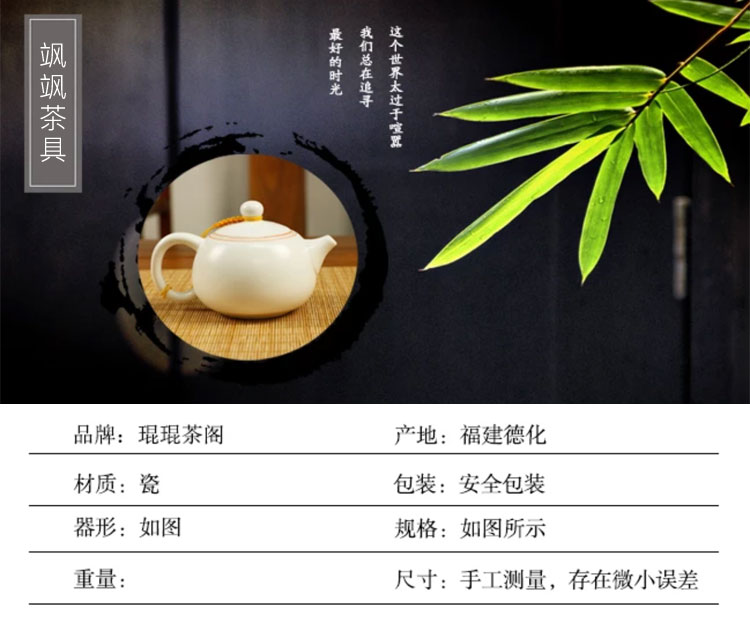 飒飒茶具
这个世界太过于喧嚣
我们总在追寻
最好的时光
品牌：琨琨茶阁
产地：福建德化
材质：瓷
包装：安全包装
器形：如图
规格：如图所示
重量：
尺寸：手工测量，存在微小误差